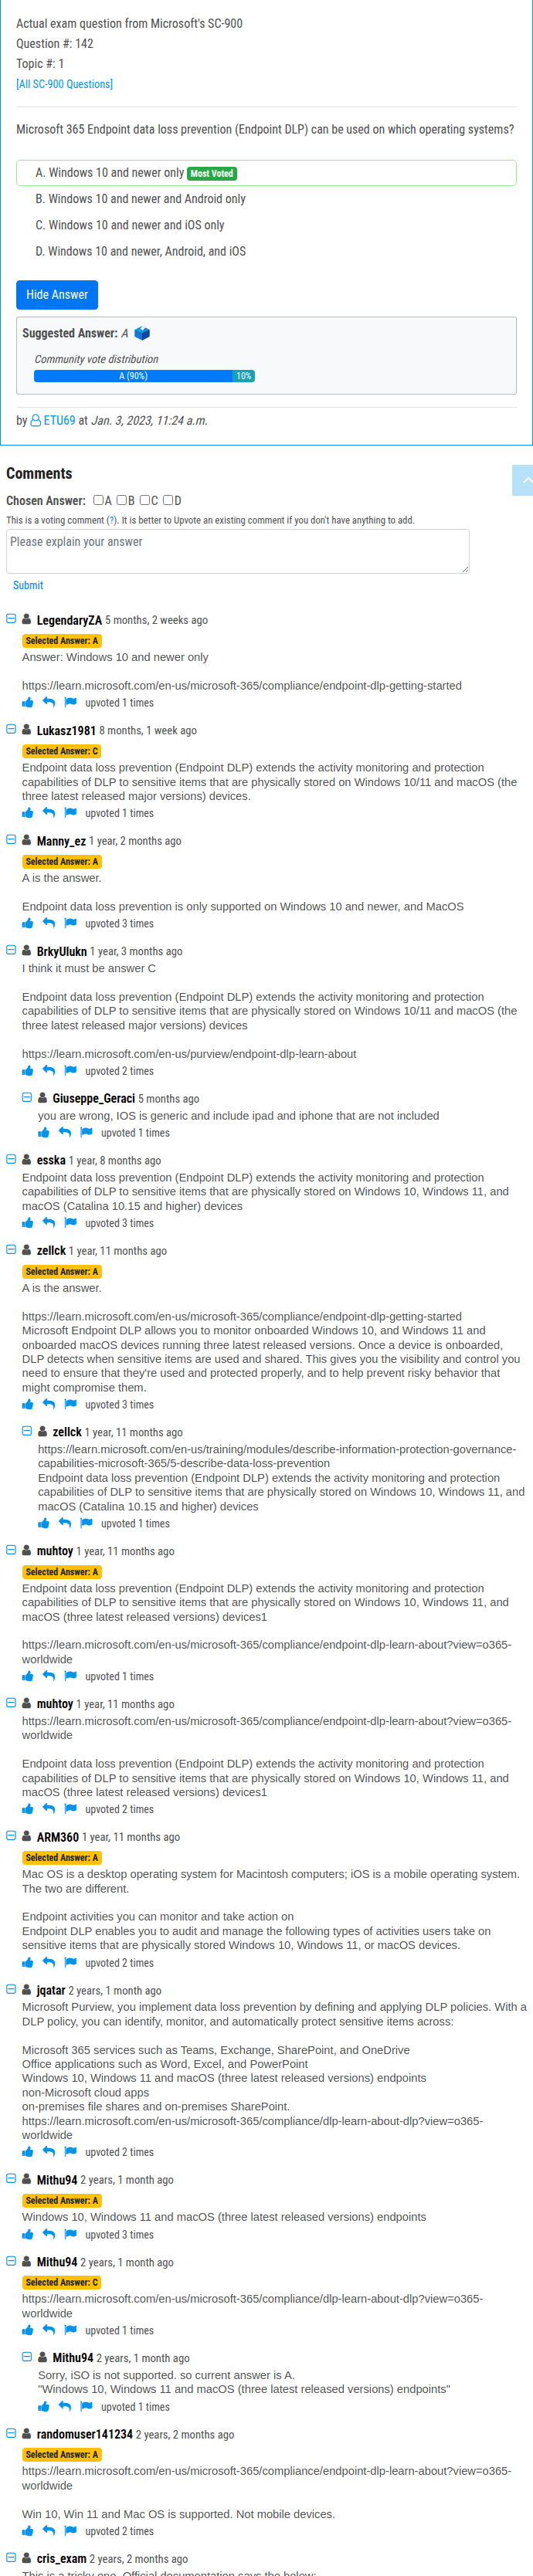 Actual exam question from Microsoft's SC-900
Question #: 142
Topic #: 1
[All SC-900 Questions]
Microsoft 365 Endpoint data loss prevention (Endpoint DLP) can be used on which operating systems?
A. Windows 10 and newer only Most Voted
B. Windows 10 and newer and Android only
C. Windows 10 and newer and iOS only
D. Windows 10 and newer, Android, and iOS
Hide Answer
Suggested Answer: A
Community vote distribution
A (90%) 10%
by ETU69 at Jan. 3, 2023, 11:24 a.m.
Comments
Chosen Answer: A B C D
This is a voting comment (?). It is better to Upvote an existing comment if you don't have anything to add.
Please explain your answer
Submit
LegendaryZA 5 months, 2 weeks ago
Selected Answer: A
Answer: Windows 10 and newer only
https://learn.microsoft.com/en-us/microsoft-365/compliance/endpoint-dlp-getting-started
upvoted 1 times
Lukasz1981 8 months, 1 week ago
Selected Answer: C
Endpoint data loss prevention (Endpoint DLP) extends the activity monitoring and protection
capabilities of DLP to sensitive items that are physically stored on Windows 10/11 and macOS (the
three latest released major versions) devices.
upvoted 1 times
Manny_ez 1 year, 2 months ago
Selected Answer: A
A is the answer.
Endpoint data loss prevention is only supported on Windows 10 and newer, and MacOS
upvoted 3 times
BrkyUlukn 1 year, 3 months ago
I think it must be answer C
Endpoint data loss prevention (Endpoint DLP) extends the activity monitoring and protection
capabilities of DLP to sensitive items that are physically stored on Windows 10/11 and macOS (the
three latest released major versions) devices
https://learn.microsoft.com/en-us/purview/endpoint-dlp-learn-about
upvoted 2 times
Giuseppe_Geraci 5 months ago
you are wrong, IOS is generic and include ipad and iphone that are not included
upvoted 1 times
esska 1 year, 8 months ago
Endpoint data loss prevention (Endpoint DLP) extends the activity monitoring and protection
capabilities of DLP to sensitive items that are physically stored on Windows 10, Windows 11, and
macOS (Catalina 10.15 and higher) devices
upvoted 3 times
zellck 1 year, 11 months ago
Selected Answer: A
A is the answer.
https://learn.microsoft.com/en-us/microsoft-365/compliance/endpoint-dlp-getting-started
Microsoft Endpoint DLP allows you to monitor onboarded Windows 10, and Windows 11 and
onboarded macOS devices running three latest released versions. Once a device is onboarded,
DLP detects when sensitive items are used and shared. This gives you the visibility and control you
need to ensure that they're used and protected properly, and to help prevent risky behavior that
might compromise them.
upvoted 3 times
zellck 1 year, 11 months ago
https://learn.microsoft.com/en-us/training/modules/describe-information-protection-governance-
capabilities-microsoft-365/5-describe-data-loss-prevention
Endpoint data loss prevention (Endpoint DLP) extends the activity monitoring and protection
capabilities of DLP to sensitive items that are physically stored on Windows 10, Windows 11, and
macOS (Catalina 10.15 and higher) devices
upvoted 1 times
muhtoy 1 year, 11 months ago
Selected Answer: A
Endpoint data loss prevention (Endpoint DLP) extends the activity monitoring and protection
capabilities of DLP to sensitive items that are physically stored on Windows 10, Windows 11, and
macOS (three latest released versions) devices1
https://learn.microsoft.com/en-us/microsoft-365/compliance/endpoint-dlp-learn-about?view=o365-
worldwide
upvoted 1 times
muhtoy 1 year, 11 months ago
https://learn.microsoft.com/en-us/microsoft-365/compliance/endpoint-dlp-learn-about?view=o365-
worldwide
Endpoint data loss prevention (Endpoint DLP) extends the activity monitoring and protection
capabilities of DLP to sensitive items that are physically stored on Windows 10, Windows 11, and
macOS (three latest released versions) devices1
upvoted 2 times
ARM360 1 year, 11 months ago
Selected Answer: A
Mac OS is a desktop operating system for Macintosh computers; iOS is a mobile operating system.
The two are different.
Endpoint activities you can monitor and take action on
Endpoint DLP enables you to audit and manage the following types of activities users take on
sensitive items that are physically stored Windows 10, Windows 11, or macOS devices.
upvoted 2 times
jqatar 2 years, 1 month ago
Microsoft Purview, you implement data loss prevention by defining and applying DLP policies. With a
DLP policy, you can identify, monitor, and automatically protect sensitive items across:
Microsoft 365 services such as Teams, Exchange, SharePoint, and OneDrive
Office applications such as Word, Excel, and PowerPoint
Windows 10, Windows 11 and macOS (three latest released versions) endpoints
non-Microsoft cloud apps
on-premises file shares and on-premises SharePoint.
https://learn.microsoft.com/en-us/microsoft-365/compliance/dlp-learn-about-dlp?view=o365-
worldwide
upvoted 2 times
Mithu94 2 years, 1 month ago
Selected Answer: A
Windows 10, Windows 11 and macOS (three latest released versions) endpoints
upvoted 3 times
Mithu94 2 years, 1 month ago
Selected Answer: C
https://learn.microsoft.com/en-us/microsoft-365/compliance/dlp-learn-about-dlp?view=o365-
worldwide
upvoted 1 times
Mithu94 2 years, 1 month ago
Sorry, iSO is not supported. so current answer is A.
"Windows 10, Windows 11 and macOS (three latest released versions) endpoints"
upvoted 1 times
randomuser141234 2 years, 2 months ago
Selected Answer: A
https://learn.microsoft.com/en-us/microsoft-365/compliance/endpoint-dlp-learn-about?view=o365-
worldwide
Win 10, Win 11 and Mac OS is supported. Not mobile devices.
upvoted 2 times
cris_exam 2 years, 2 months ago
This is a tricky one. Official documentation says the below: